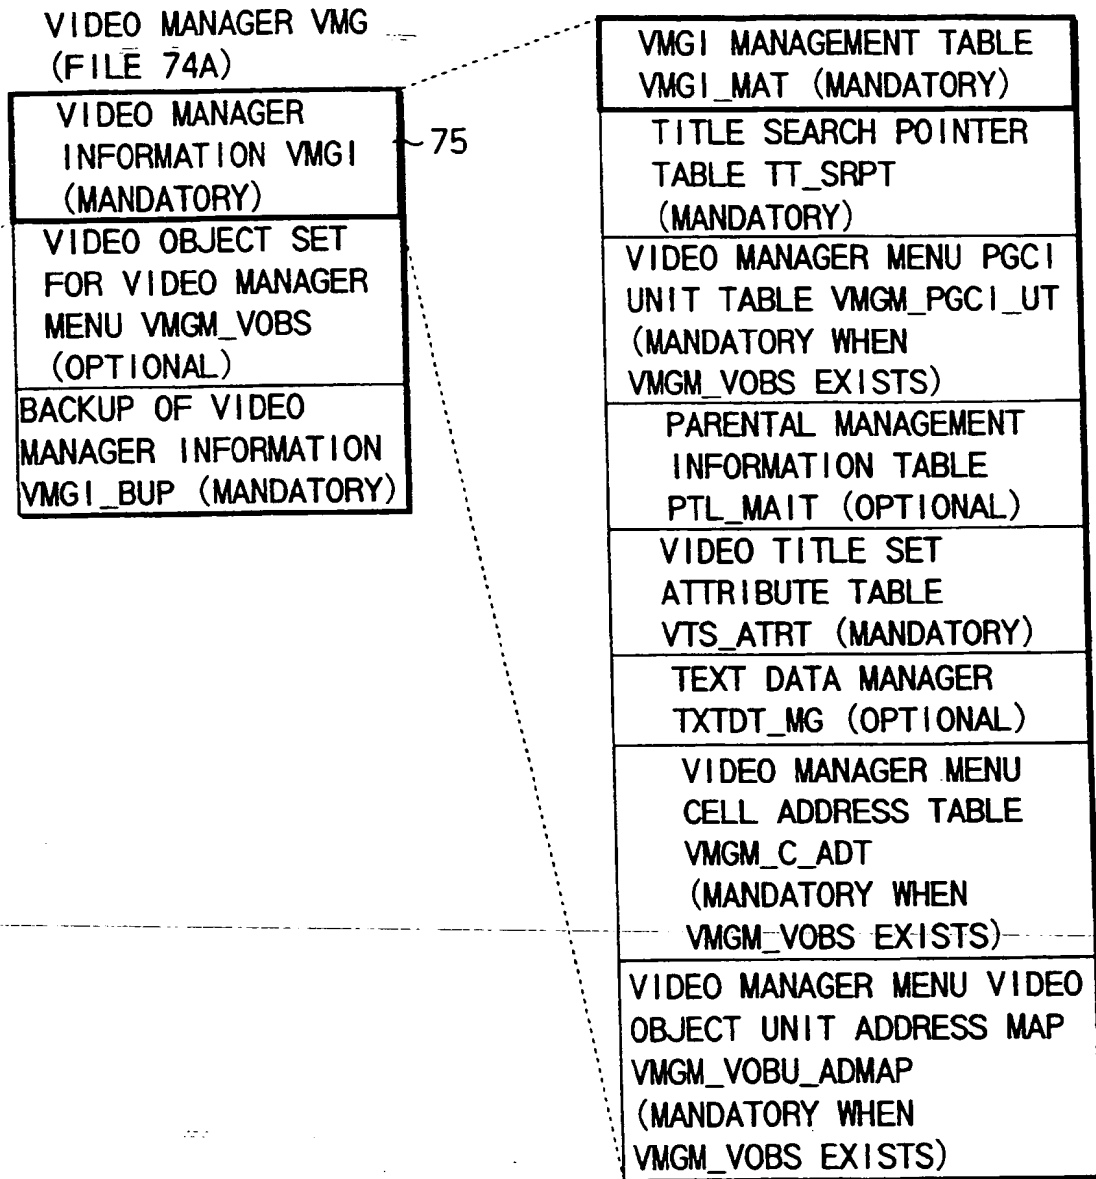 VIDEO MANAGER VMG
(FILE 74A)
VIDEO MANAGER
INFORMATION VMGI
(MANDATORY)
75
VIDEO OBJECT SET
FOR VIDEO MANAGER
MENU VMGM_VOBS
(OPTIONAL)
BACKUP OF VIDEO
MANAGER INFORMATION
VMGI_BUP (MANDATORY)
VMGI MANAGEMENT TABLE
VMGI_MAT (MANDATORY)
TITLE SEARCH POINTER
TABLE TT_SRPT
(MANDATORY)
VIDEO MANAGER MENU PGCI
UNIT TABLE VMGM_PGCI_UT
(MANDATORY WHEN
VMGM_VOBS EXISTS)
PARENTAL MANAGEMENT
INFORMATION TABLE
PTL_MAIT (OPTIONAL)
VIDEO TITLE SET
ATTRIBUTE TABLE
VTS_ATRT (MANDATORY)
TEXT DATA MANAGER
TXTDT_MG (OPTIONAL)
VIDEO MANAGER MENU
CELL ADDRESS TABLE
VMGM_C_ADT
(MANDATORY WHEN
VMGM_VOBS EXISTS)
VIDEO MANAGER MENU VIDEO
OBJECT UNIT ADDRESS MAP
VMGM_VOBU_ADMAP
(MANDATORY WHEN
VMGM_VOBS EXISTS)